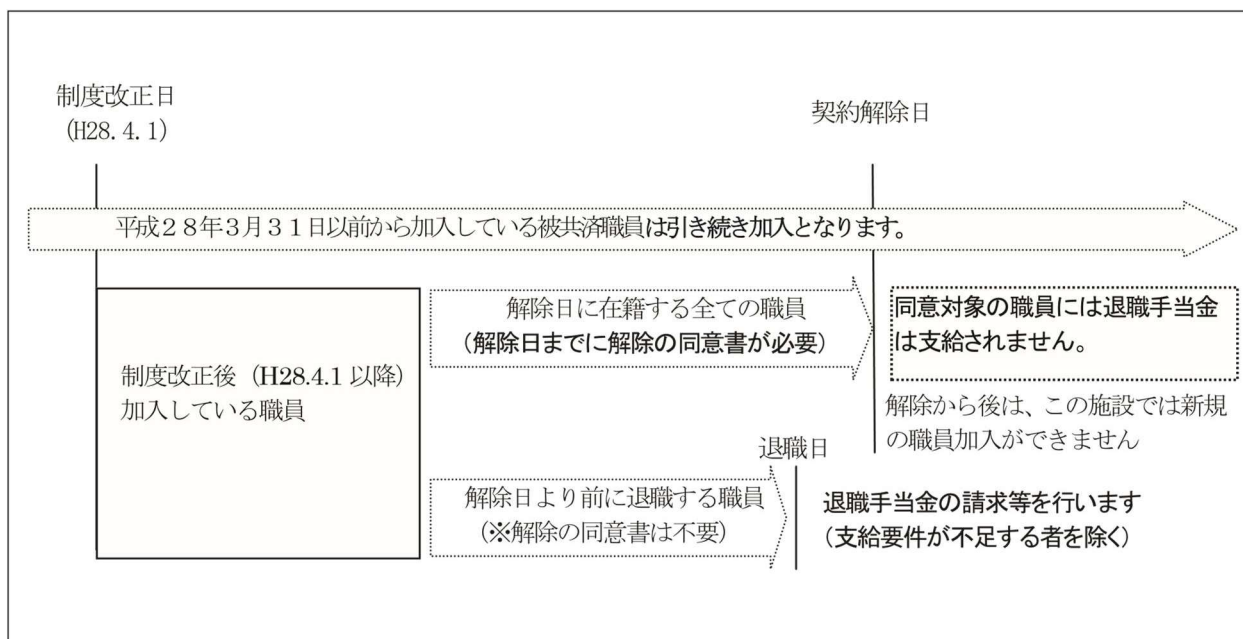 制度改正日
(H28.4.1)
契約解除日
平成２８年３月３１日以前から加入している被共済職員は引き続き加入となります。
制度改正後（H28.4.1 以降）
加入している職員
解除日に在籍する全ての職員
（解除日までに解除の同意書が必要）
同意対象の職員には退職手当金
は支給されません。
解除から後は、この施設では新規
の職員加入ができません
退職日
解除日より前に退職する職員
（※解除の同意書は不要）
退職手当金の請求等を行います
（支給要件が不足する者を除く）